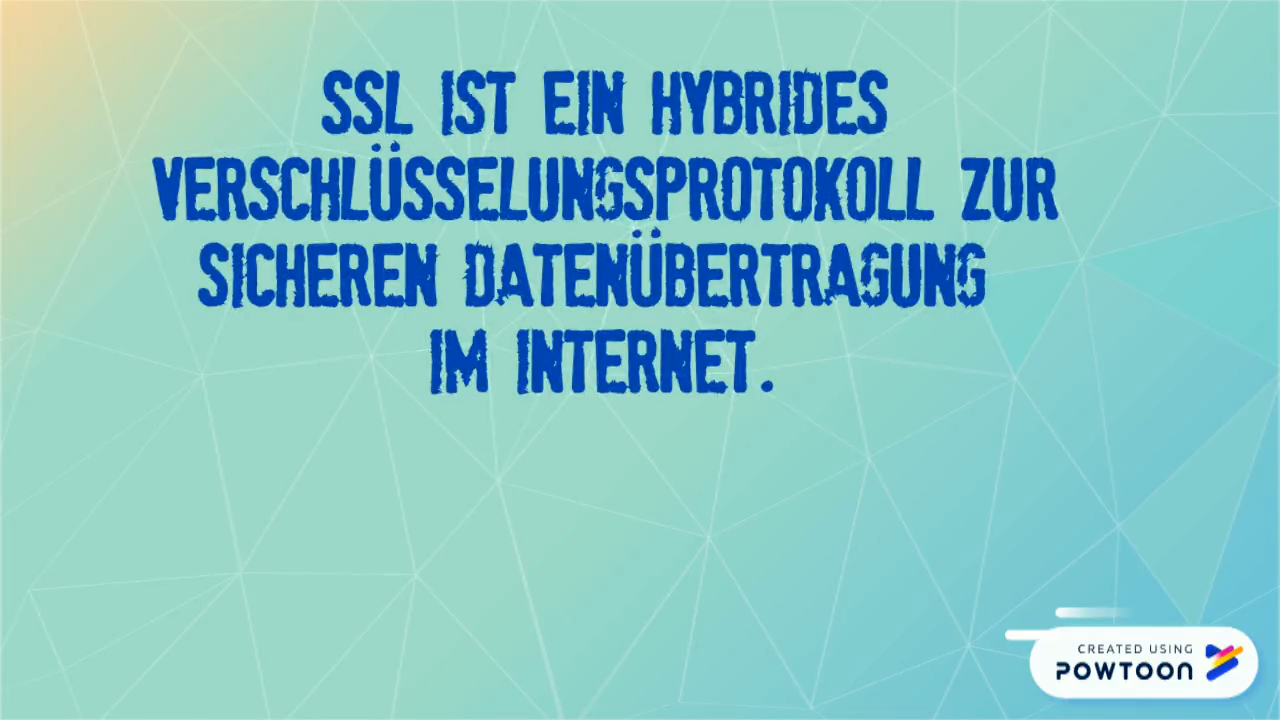 SSL IST EIN HYBRIDES
VERSCHLÜSSELUNGSPROTOKOLL ZUR
SICHEREN DATENÜBERTRAGUNG
IM INTERNET.
CREATED USING
POWTOON